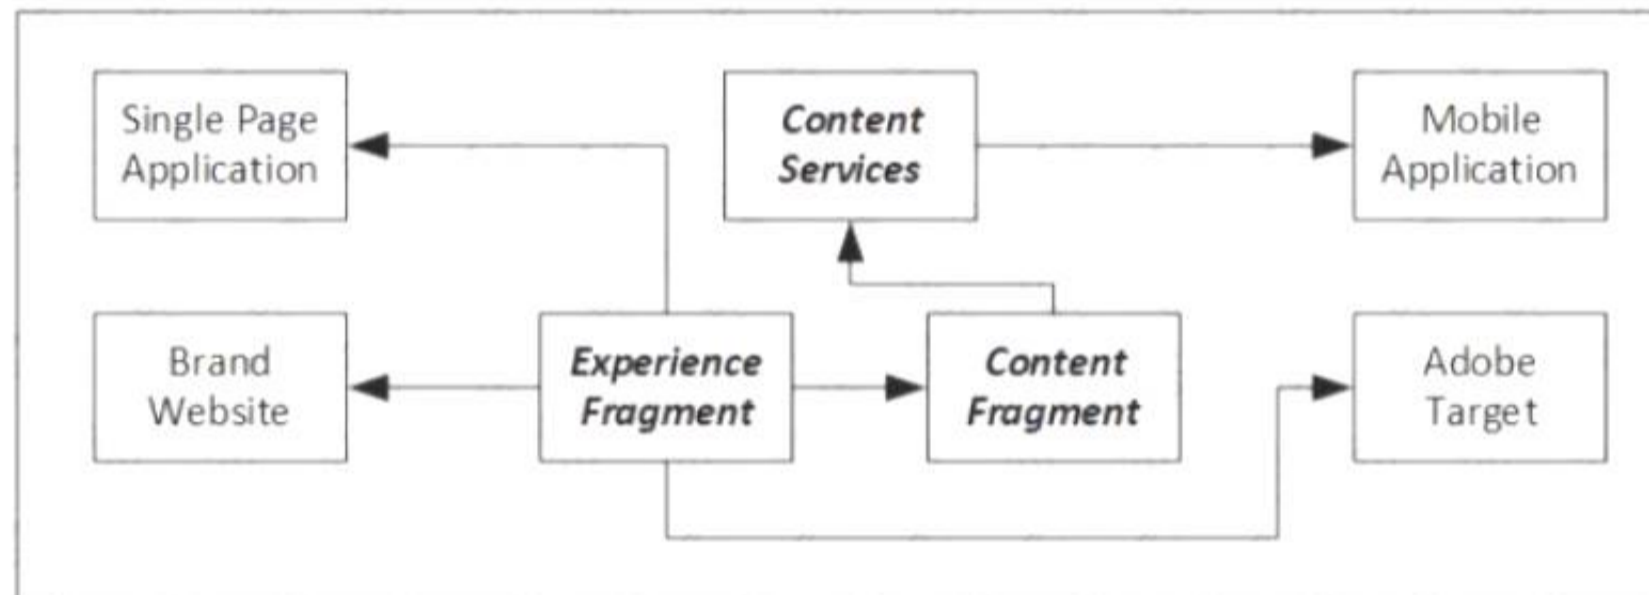 Single Page
Application
Content
Services
Mobile
Application
Brand
Website
Experience
Fragment
Content
Fragment
Adobe
Target